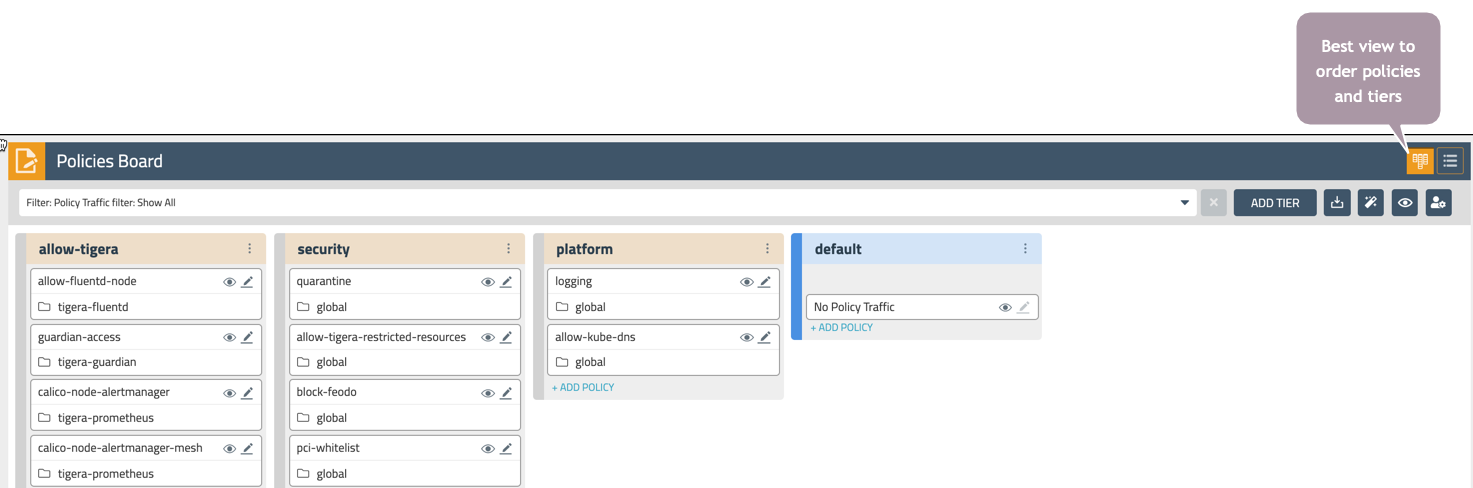 Best view to
order policies
and tiers
Policies Board
Filter: Policy Traffic filter: Show All
ADD TIER
allow-tigera
allow-fluentd-node
tigera-fluentd
guardian-access
tigera-guardian
calico-node-alertmanager
tigera-prometheus
calico-node-alertmanager-mesh
tigera-prometheus
security
quarantine
global
allow-tigera-restricted-resources
global
block-feodo
global
pci-whitelist
global
platform
logging
global
allow-kube-dns
global
+ ADD POLICY
default
No Policy Traffic
+ ADD POLICY